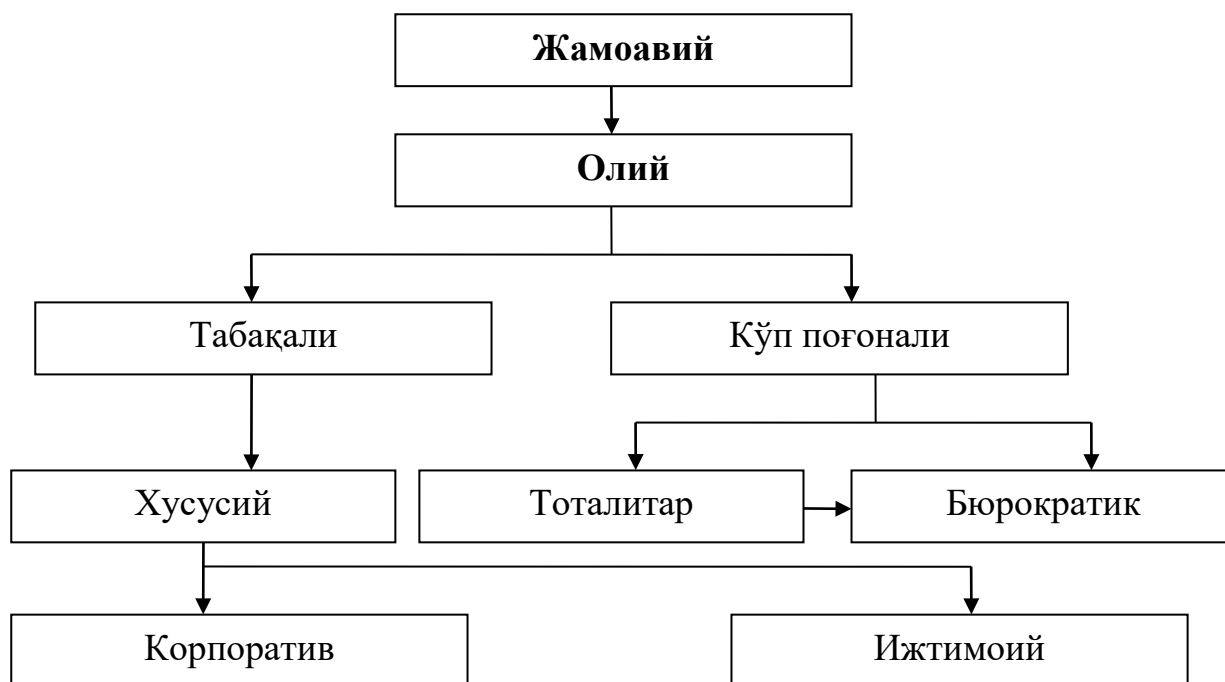 Жамоавий
Олий
Табақали
Кўп поғонали
Хусусий
Тоталитар
Бюрократик
Корпоратив
Ижтимоий